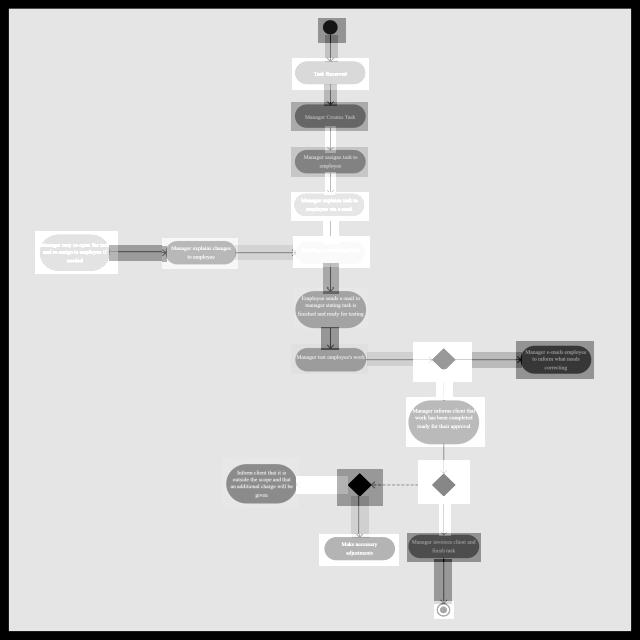 Task Received
Manager Creates Task
Manager assigns task to
employee
Manager explains task to
employee via e-mail
Manager may re-open the task
and re-assign to employee if
needed
Manager explains changes
to employee
Employee sends e-mail to
manager stating task is
finished and ready for testing
Manager test employee's work
Manager e-mails employee
to inform what needs
correcting
Manager informs client that
work has been completed
ready for their approval
Inform client that it is
outside the scope and that
an additional charge will be
given
Make necessary
adjustments
Manager invoices client and
finish task